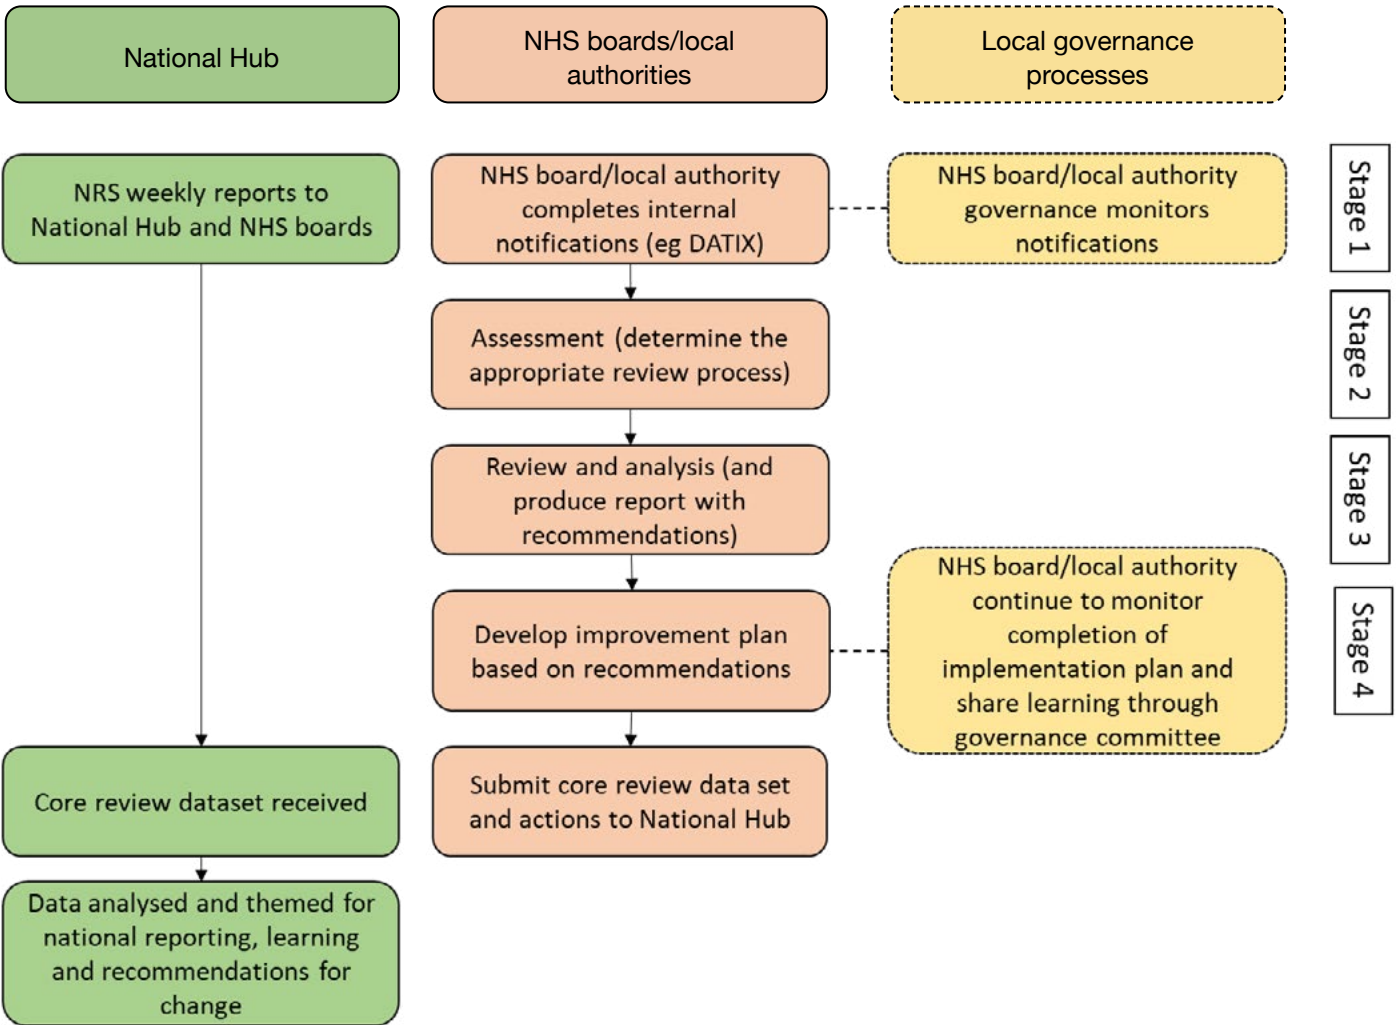 National Hub
NHS boards/local
authorities
Local governance
processes
NRS weekly reports to
National Hub and NHS boards
NHS board/local authority
completes internal
notifications (eg DATIX)
NHS board/local authority
governance monitors
notifications
Stage 1
Assessment (determine the
appropriate review process)
Stage 2
Review and analysis (and
produce report with
recommendations)
Stage 3
Develop improvement plan
based on recommendations
NHS board/local authority
continue to monitor
completion of
implementation plan and
share learning through
governance committee
Stage 4
Core review dataset received
Submit core review data set
and actions to National Hub
Data analysed and themed for
national reporting, learning
and recommendations for
change